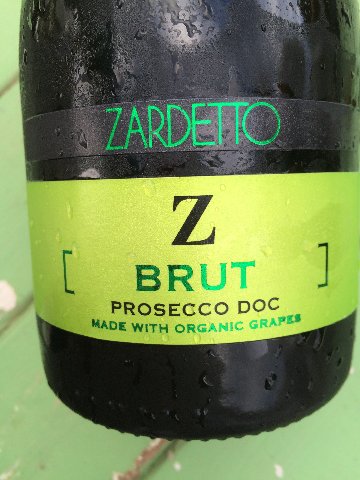 ZARDETTO
Z
[ BRUT ]
PROSECCO DOC
MADE WITH ORGANIC GRAPES